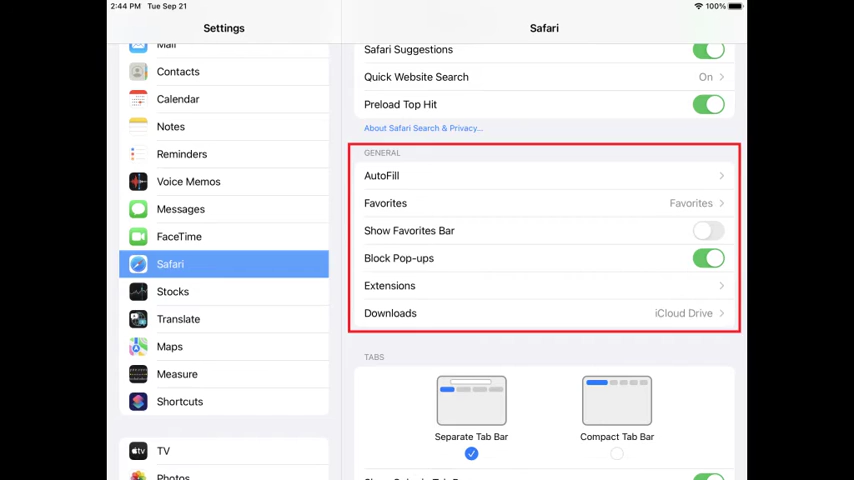 2:44 PM Tue Sep 21
100%
Settings
Safari
Mail
Contacts
Calendar
Notes
Reminders
Voice Memos
Messages
FaceTime
Safari
Stocks
Translate
Maps
Measure
Shortcuts
tv TV
Photos
Safari Suggestions
Quick Website Search On
Preload Top Hit
About Safari Search & Privacy...
GENERAL
AutoFill
Favorites Favorites
Show Favorites Bar
Block Pop-ups
Extensions
Downloads iCloud Drive
TABS
Separate Tab Bar
Compact Tab Bar